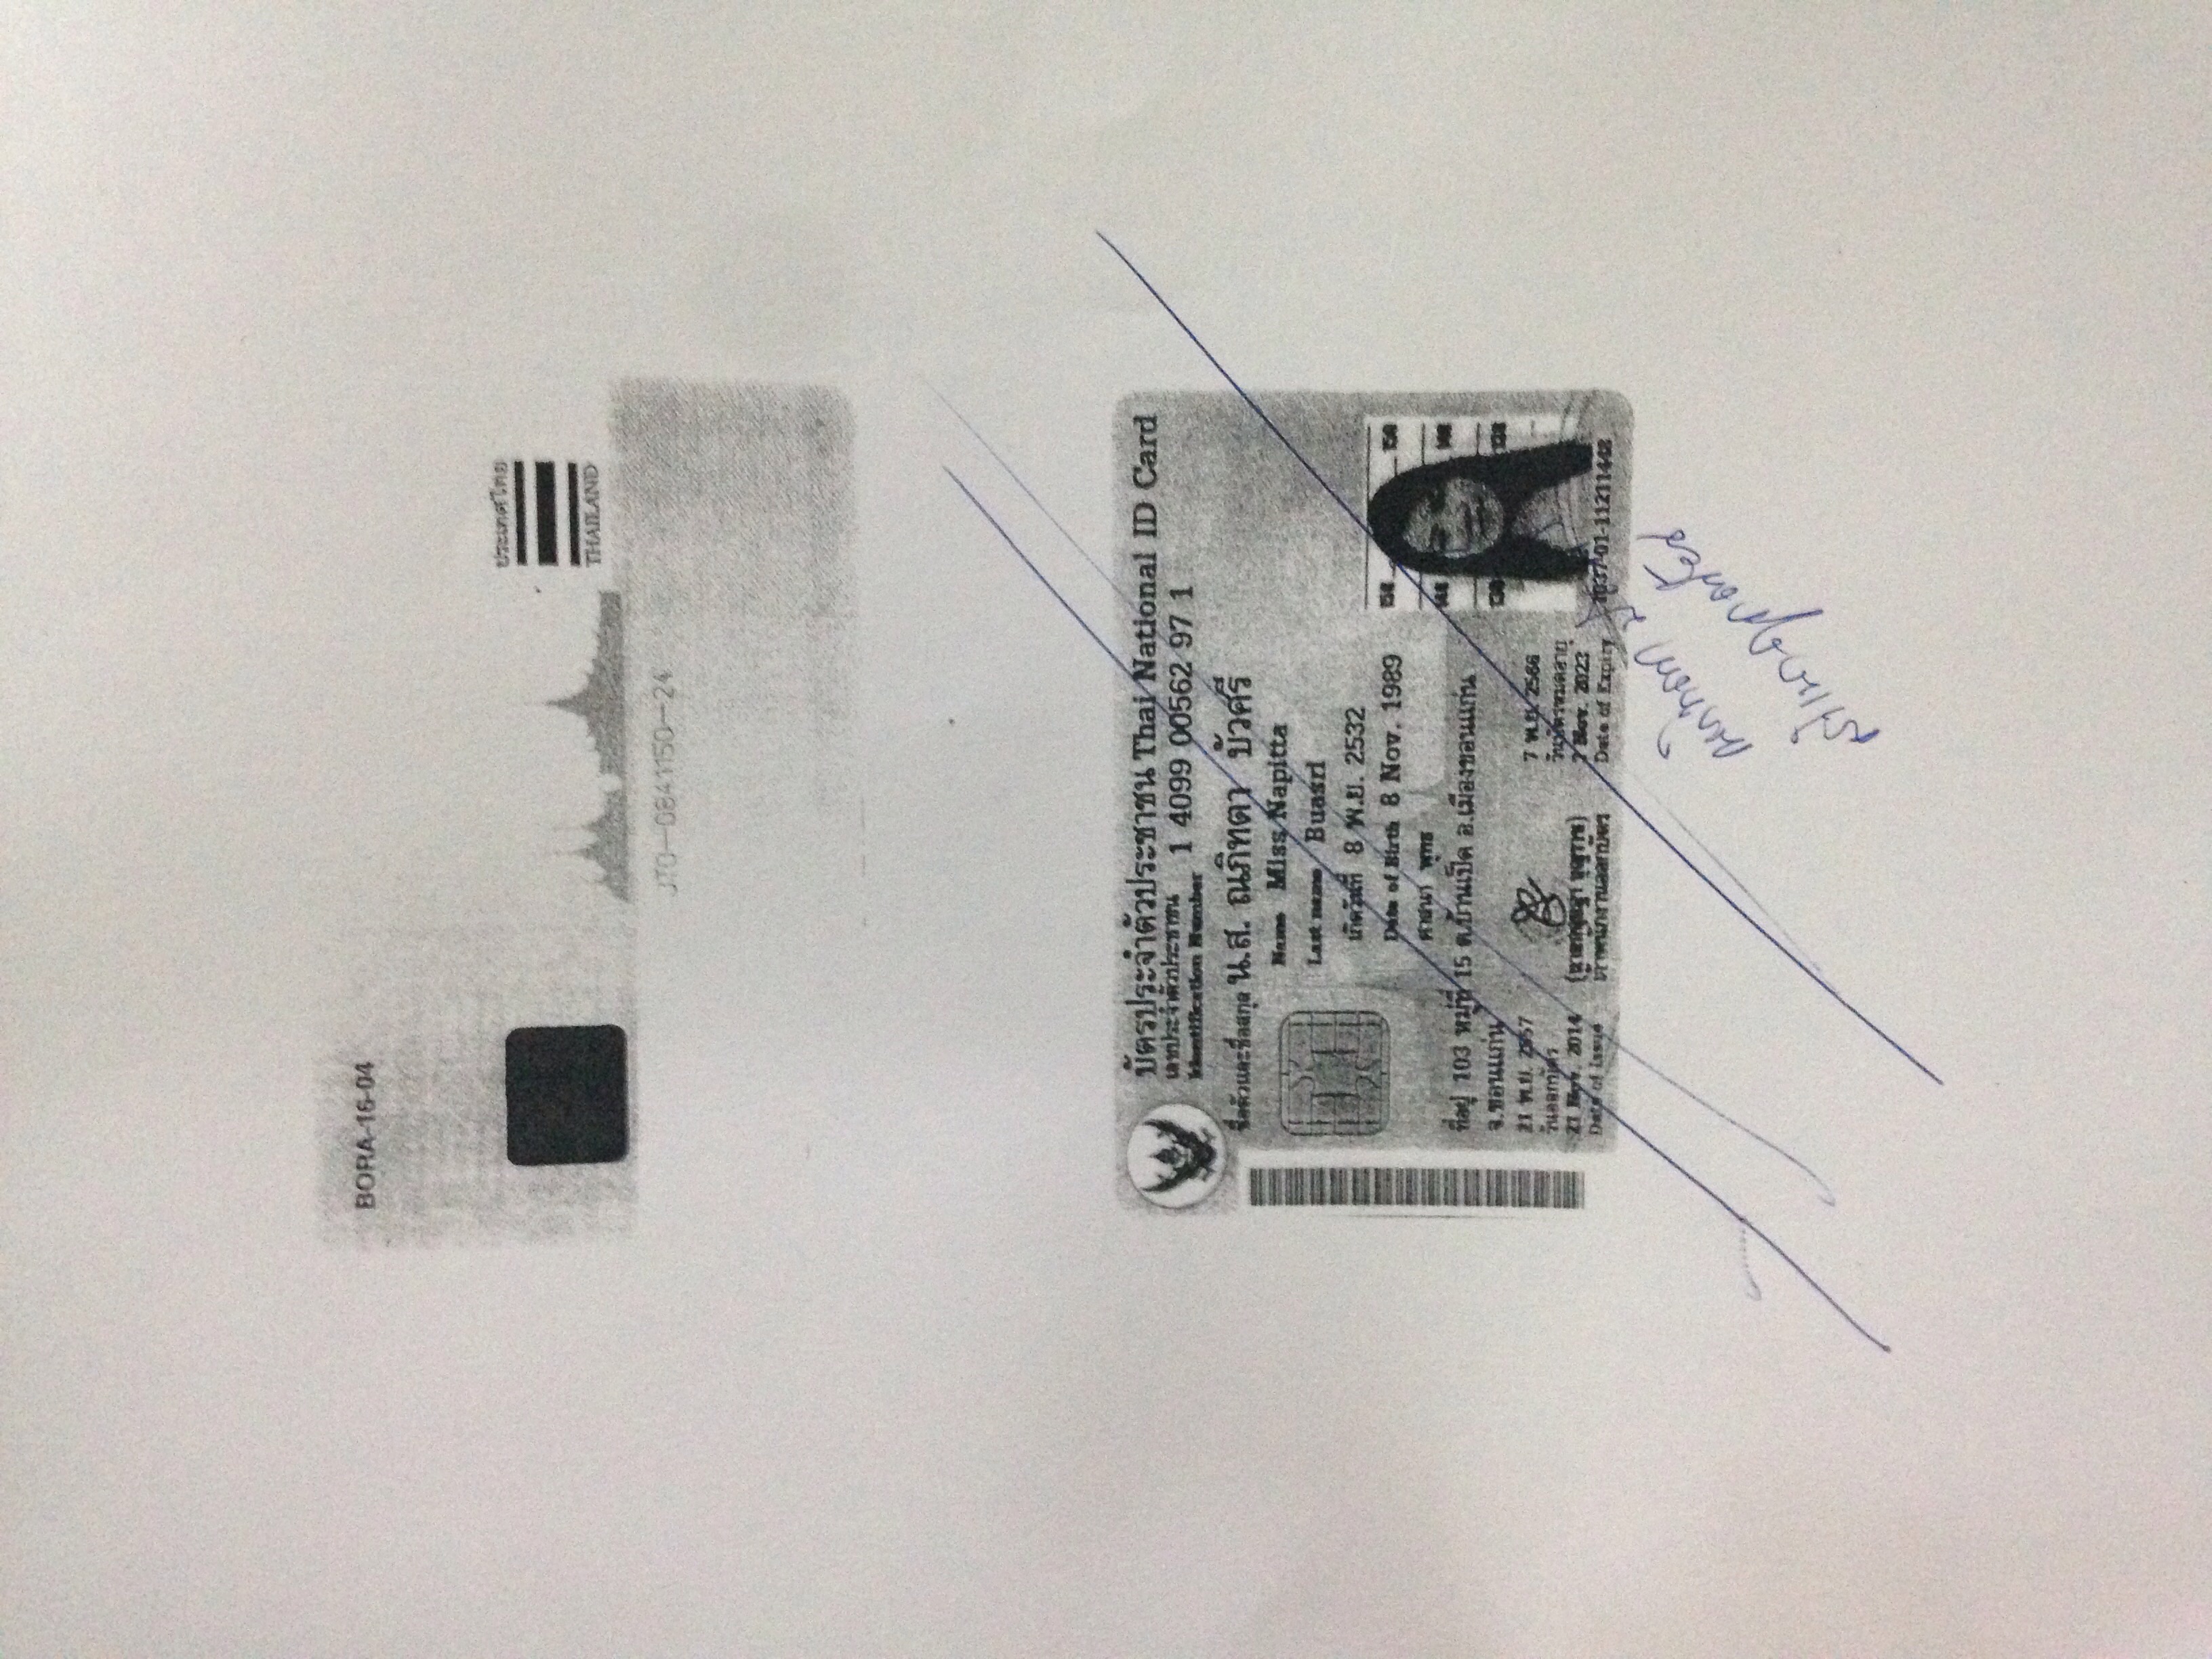 BORA-16-04
ประเทศไทย
THAILAND
JT0-0841150-24
บัตรประจำตัวประชาชน Thai National ID Card
เลขประจำตัวประชาชน
Identification Number 1 4099 00562 97 1
ชื่อตัวและชื่อสกุล น.ส. ณภิทตา บัวศรี
Name Miss Napitta
Last name Buasri
เกิดวันที่ 8 พ.ย. 2532
Date of Birth 8 Nov. 1989
ศาสนา พุทธ
ที่อยู่ 103 หมู่ที่ 15 ต.บ้านเป็ด อ.เมืองขอนแก่น
จ.ขอนแก่น
21 พ.ย. 2557
วันออกบัตร
21 Nov. 2014
Date of Issue
เจ้าพนักงานออกบัตร
7 พ.ย. 2566
วันบัตรหมดอายุ
7 Nov. 2023
Date of Expiry
150 150
140 140
130 130
1037-01-11211448
ณภิทตา
สำเนาถูกต้อง